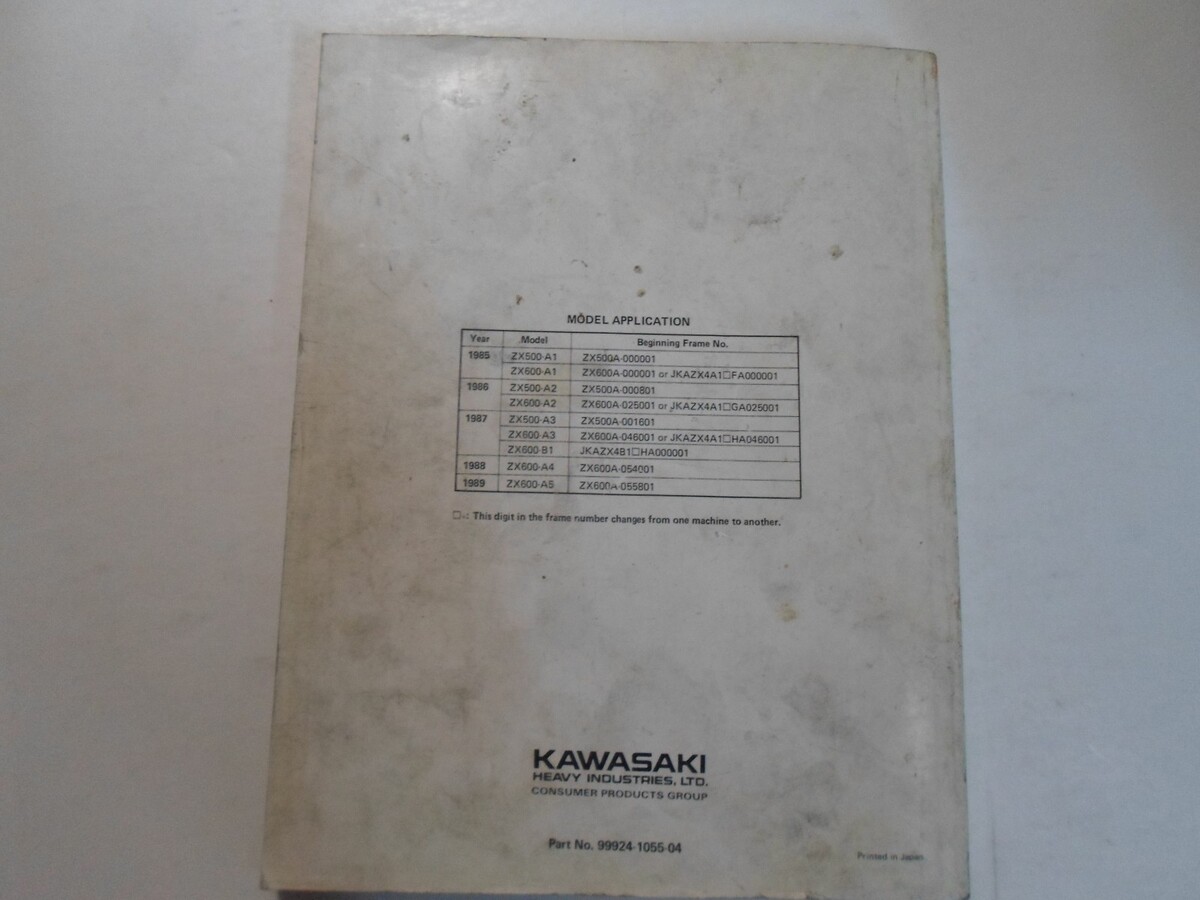 MODEL APPLICATION
Year Model Beginning Frame No.
1985 ZX500-A1 ZX500A-000001
ZX600-A1 ZX600A-000001 or JKAZX4A1□FA000001
1986 ZX500-A2 ZX500A-000801
ZX600-A2 ZX600A-025001 or JKAZX4A1□GA025001
1987 ZX500-A3 ZX500A-001601
ZX600-A3 ZX600A-046001 or JKAZX4A1□HA046001
ZX600-B1 JKAZX4B1□HA000001
1988 ZX600-A4 ZX600A-054001
1989 ZX600-A5 ZX600A-055801
□: This digit in the frame number changes from one machine to another.
KAWASAKI
HEAVY INDUSTRIES, LTD.
CONSUMER PRODUCTS GROUP
Part No. 99924-1055-04
Printed in Japan